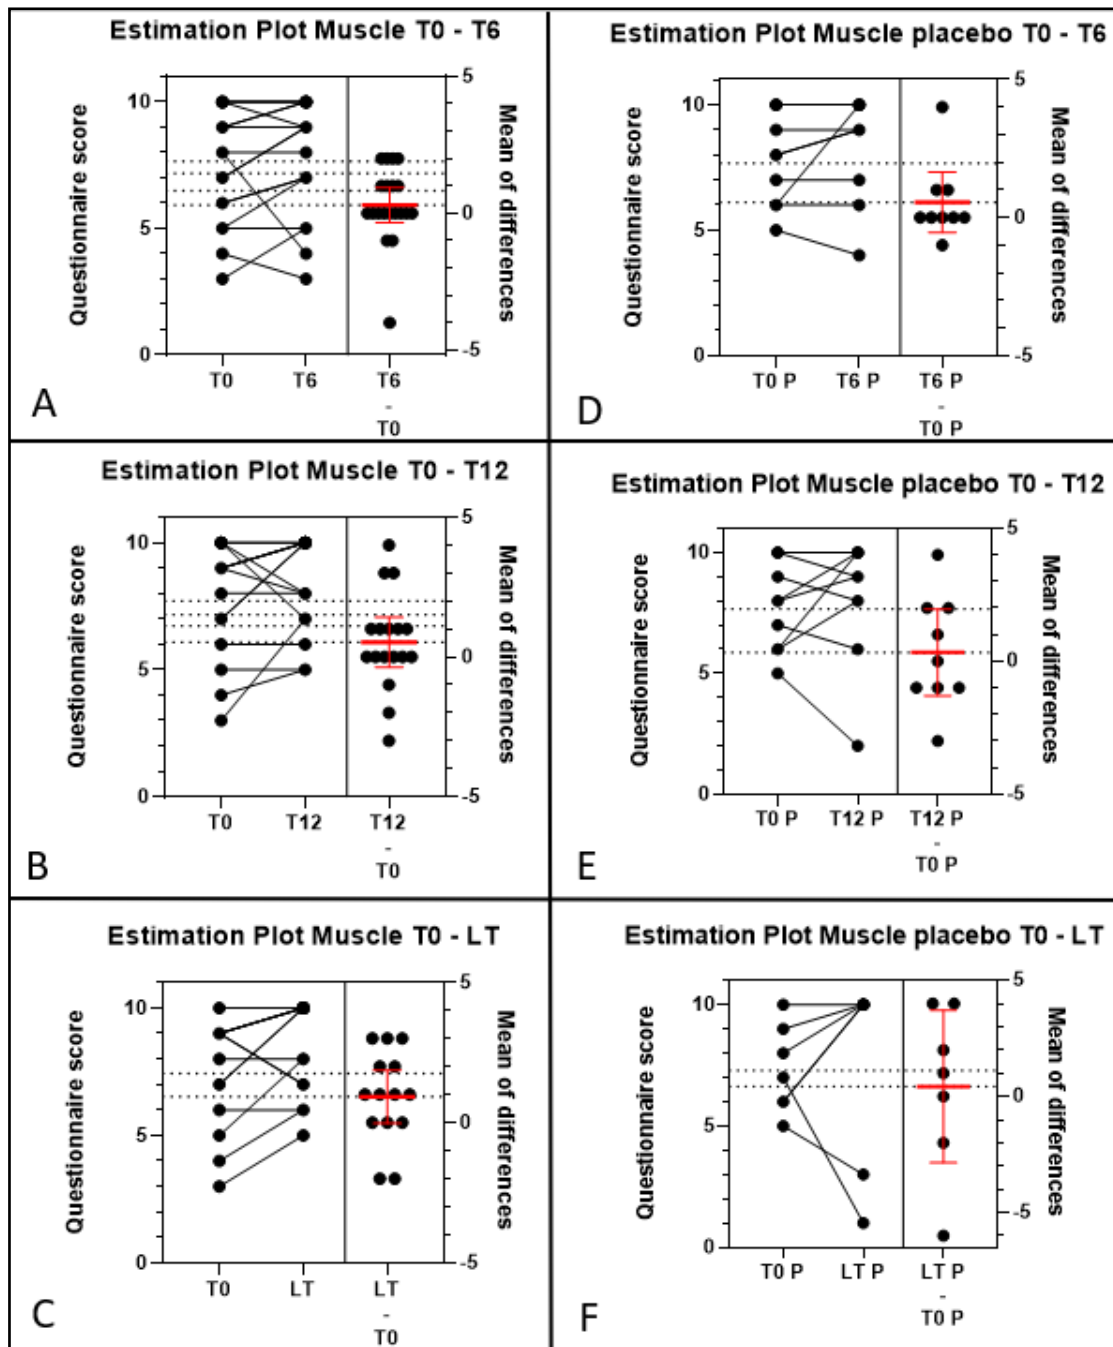 Estimation Plot Muscle T0 - T6
Questionnaire score
10
5
0
5
0
-5
Mean of differences
T0
T6
T6
-
T0
A
Estimation Plot Muscle placebo T0 - T6
Questionnaire score
10
5
0
5
0
-5
Mean of differences
T0 P
T6 P
T6 P
-
T0 P
D
Estimation Plot Muscle T0 - T12
Questionnaire score
10
5
0
5
0
-5
Mean of differences
T0
T12
T12
-
T0
B
Estimation Plot Muscle placebo T0 - T12
Questionnaire score
10
5
0
5
0
-5
Mean of differences
T0 P
T12 P
T12 P
-
T0 P
E
Estimation Plot Muscle T0 - LT
Questionnaire score
10
5
0
5
0
-5
Mean of differences
T0
LT
LT
-
T0
C
Estimation Plot Muscle placebo T0 - LT
Questionnaire score
10
5
0
5
0
-5
Mean of differences
T0 P
LT P
LT P
-
T0 P
F